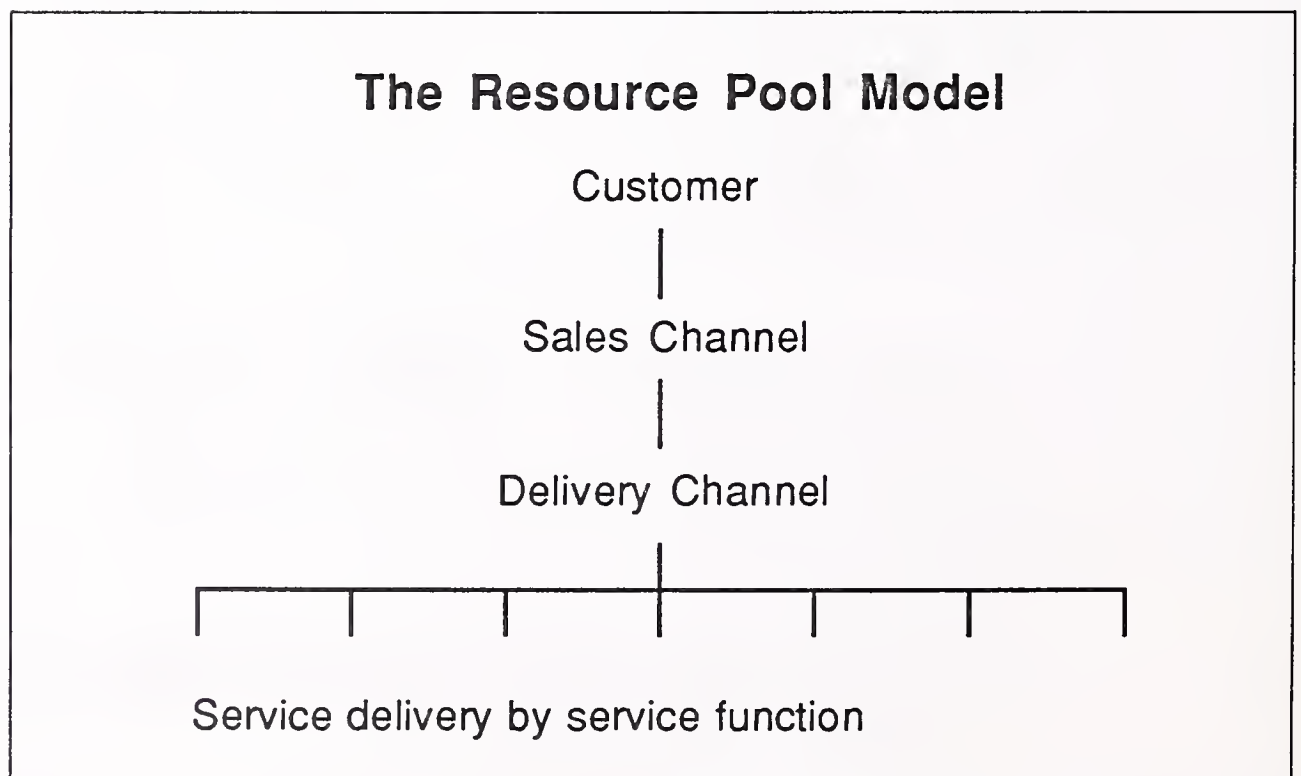 The Resource Pool Model
Customer
Sales Channel
Delivery Channel
Service delivery by service function